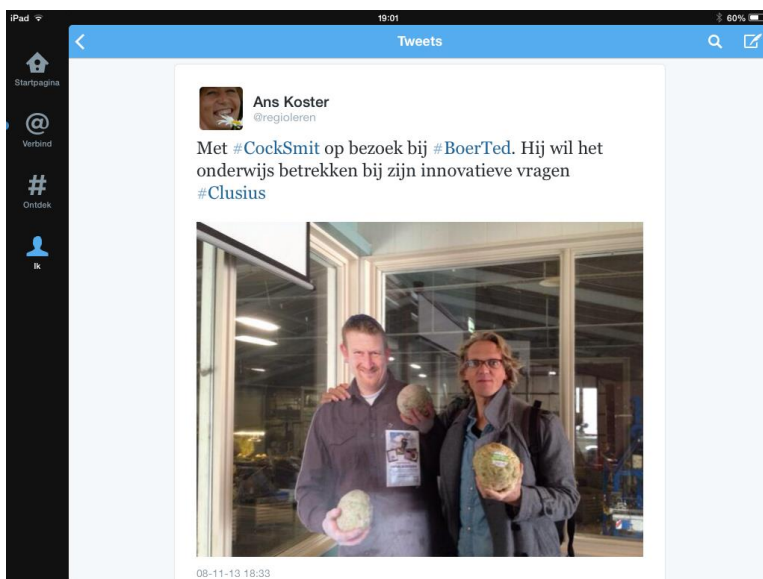 iPad
19:01
60%
Tweets
Startpagina
Verbind
Ontdek
Ik
Ans Koster
@regioleren
Met #CockSmit op bezoek bij #BoerTed. Hij wil het
onderwijs betrekken bij zijn innovatieve vragen
#Clusius
08-11-13 18:33